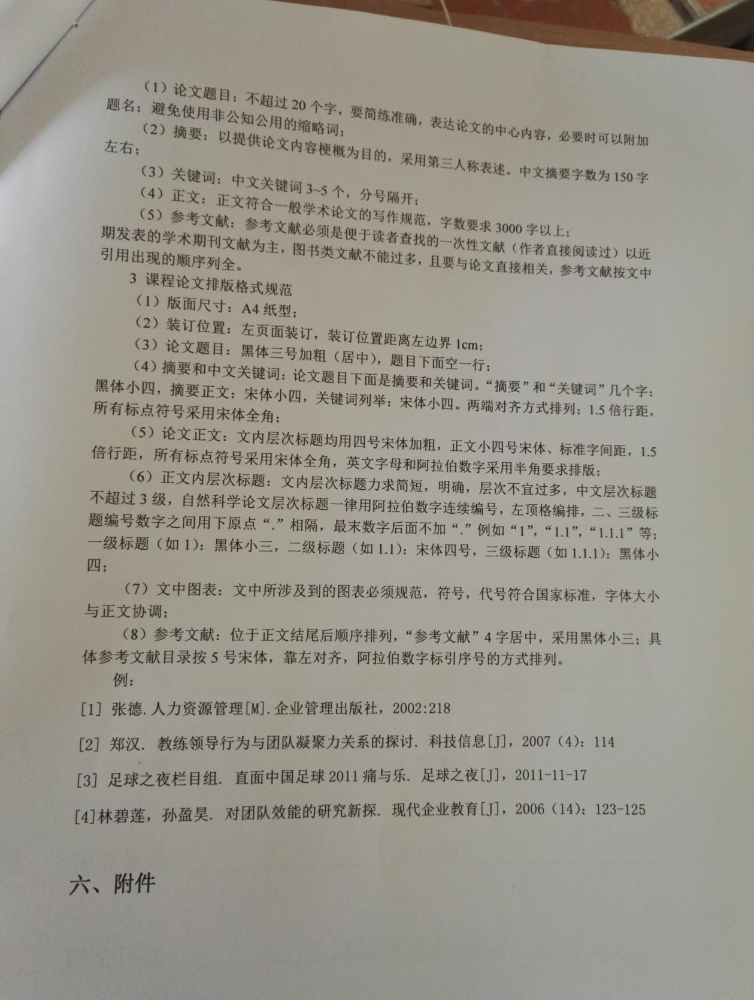 （1）论文题目：不超过 20 个字，要简练准确，表达论文的中心内容，必要时可以附加
题名；避免使用非公知公用的缩略词；
（2）摘要：以提供论文内容梗概为目的，采用第三人称表述。中文摘要字数为 150 字
左右；
（3）关键词：中文关键词 3~5 个，分号隔开；
（4）正文：正文符合一般学术论文的写作规范，字数要求 3000 字以上；
（5）参考文献：参考文献必须是便于读者查找的一次性文献（作者直接阅读过）以近
期发表的学术期刊文献为主，图书类文献不能过多，且要与论文直接相关，参考文献按文中
引用出现的顺序列全。
3 课程论文排版格式规范
（1）版面尺寸：A4 纸型；
（2）装订位置：左页面装订，装订位置距离左边界 1cm；
（3）论文题目：黑体三号加粗（居中），题目下面空一行；
（4）摘要和中文关键词：论文题目下面是摘要和关键词。“摘要”和“关键词”几个字：
黑体小四，摘要正文：宋体小四，关键词列举：宋体小四。两端对齐方式排列；1.5 倍行距，
所有标点符号采用宋体全角；
（5）论文正文：文内层次标题均用四号宋体加粗，正文小四号宋体、标准字间距，1.5
倍行距，所有标点符号采用宋体全角，英文字母和阿拉伯数字采用半角要求排版；
（6）正文内层次标题：文内层次标题力求简短，明确，层次不宜过多，中文层次标题
不超过 3 级，自然科学论文层次标题一律用阿拉伯数字连续编号，左顶格编排，二、三级标
题编号数字之间用下原点“.”相隔，最末数字后面不加“.”例如“1”，“1.1”，“1.1.1”等；
一级标题（如 1）：黑体小三，二级标题（如 1.1）：宋体四号，三级标题（如 1.1.1）：黑体小
四；
（7）文中图表：文中所涉及到的图表必须规范，符号，代号符合国家标准，字体大小
与正文协调；
（8）参考文献：位于正文结尾后顺序排列，“参考文献”4 字居中，采用黑体小三；具
体参考文献目录按 5 号宋体，靠左对齐，阿拉伯数字标引序号的方式排列。
例：
[1] 张德.人力资源管理[M].企业管理出版社，2002:218
[2] 郑汉. 教练领导行为与团队凝聚力关系的探讨. 科技信息[J]，2007（4）：114
[3] 足球之夜栏目组. 直面中国足球 2011 痛与乐. 足球之夜[J]，2011-11-17
[4]林碧莲，孙盈昊. 对团队效能的研究新探. 现代企业教育[J]，2006（14）：123-125
六、附件